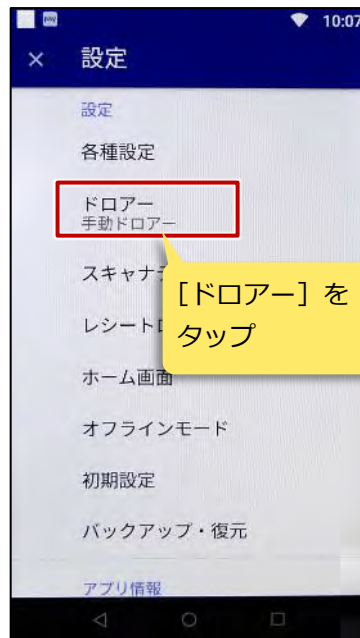 10:07
× 設定
設定
各種設定
ドロアー
手動ドロアー
スキャナ
[ドロアー] を
タップ
レシート
ホーム画面
オフラインモード
初期設定
バックアップ・復元
アプリ情報